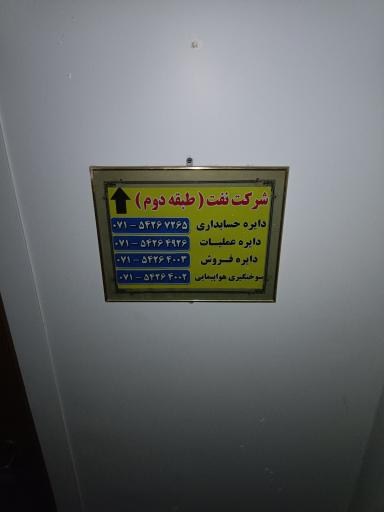 شرکت نفت ( طبقه دوم )
دایره حسابداری ۰۷۱ – ۵۴۲۶ ۷۲۶۵
دایره عملیات ۰۷۱ – ۵۴۲۶ ۴۹۲۶
دایره فروش ۰۷۱ – ۵۴۲۶ ۴۰۰۳
سوختگیری هواپیمایی ۰۷۱ – ۵۴۲۶ ۴۰۰۲